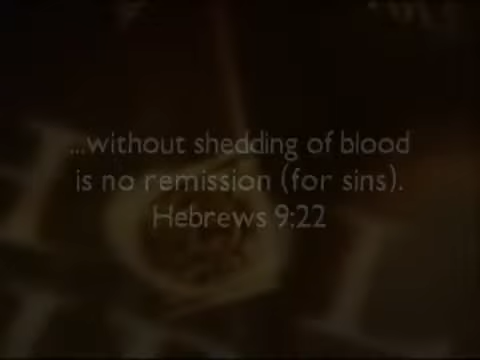 ...without shedding of blood
is no remission (for sins).
Hebrews 9:22